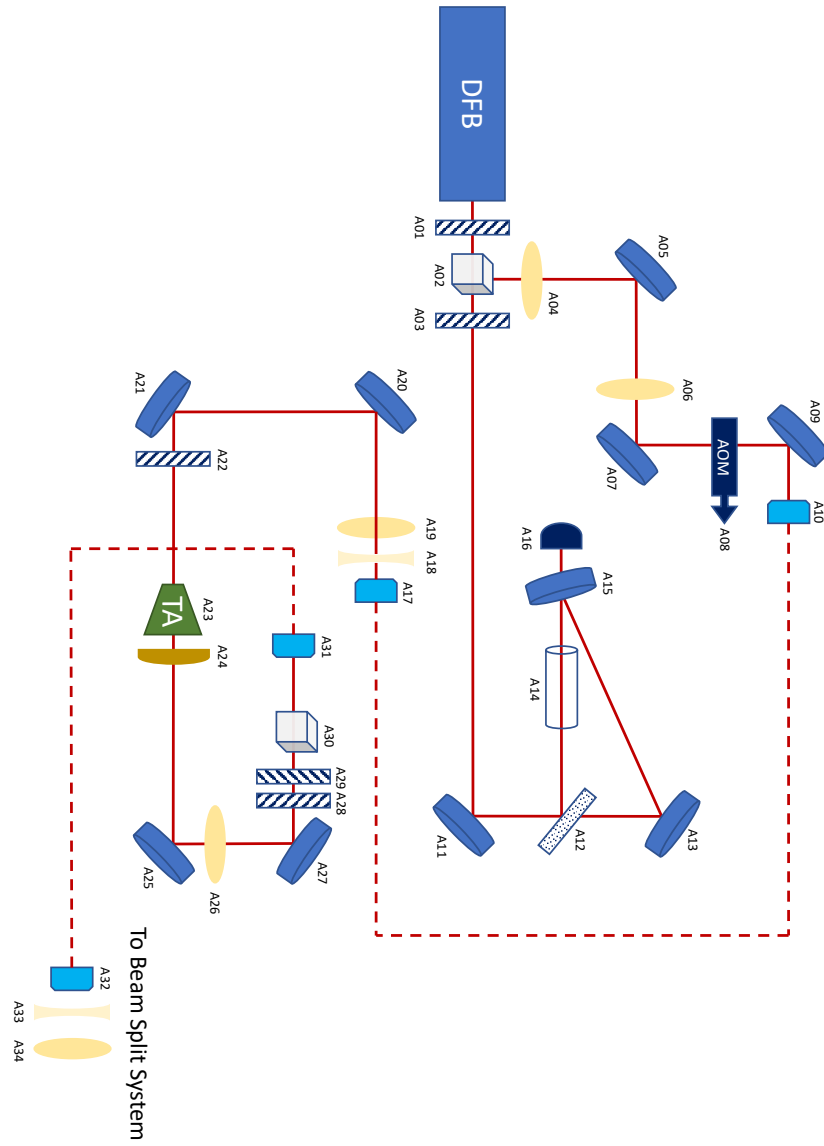 DFB
A01
A02
A03
A04
A05
A06
A07
AOM
A08
A09
A10
A11
A12
A13
A14
A15
A16
A17
A18
A19
A20
A21
A22
TA
A23
A24
A25
A26
A27
A28
A29
A30
A31
A32
A33
A34
To Beam Split System